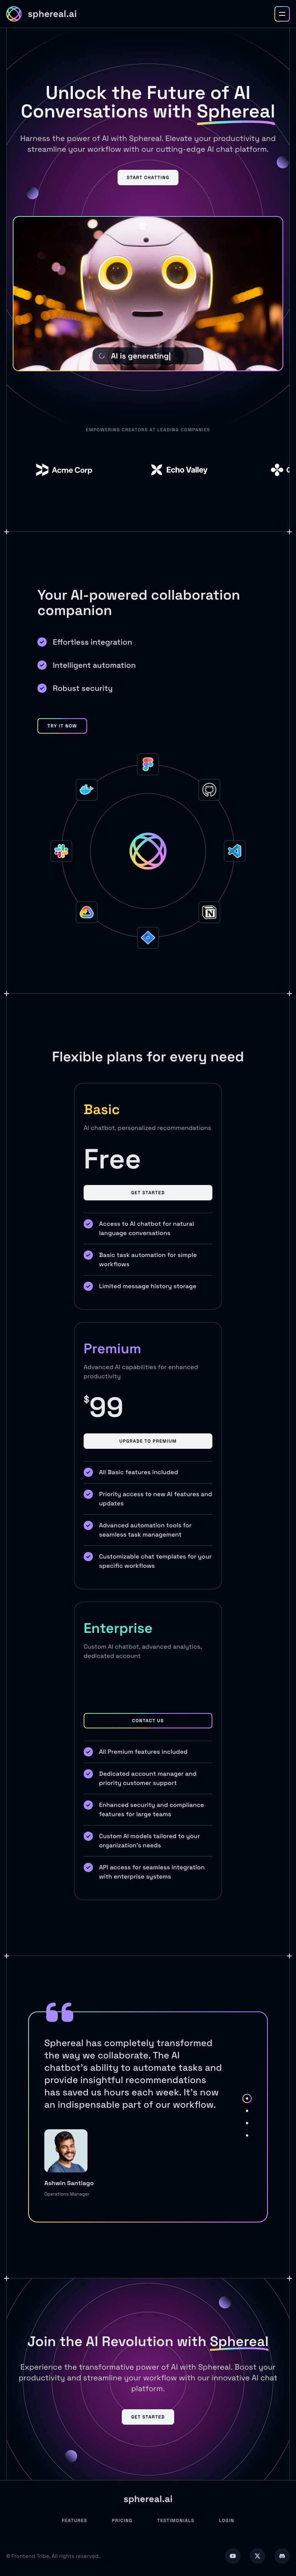 sphereal.ai
Unlock the Future of AI
Conversations with Sphereal
Harness the power of AI with Sphereal. Elevate your productivity and
streamline your workflow with our cutting-edge AI chat platform.
START CHATTING
AI is generating|
EMPOWERING CREATORS AT LEADING COMPANIES
Acme Corp
Echo Valley
Your AI-powered collaboration
companion
Effortless integration
Intelligent automation
Robust security
TRY IT NOW
Flexible plans for every need
Basic
AI chatbot, personalized recommendations
Free
GET STARTED
Access to AI chatbot for natural
language conversations
Basic task automation for simple
workflows
Limited message history storage
Premium
Advanced AI capabilities for enhanced
productivity
$99
UPGRADE TO PREMIUM
All Basic features included
Priority access to new AI features and
updates
Advanced automation tools for
seamless task management
Customizable chat templates for your
specific workflows
Enterprise
Custom AI chatbot, advanced analytics,
dedicated account
CONTACT US
All Premium features included
Dedicated account manager and
priority customer support
Enhanced security and compliance
features for large teams
Custom AI models tailored to your
organization's needs
API access for seamless integration
with enterprise systems
Sphereal has completely transformed
the way we collaborate. The AI
chatbot's ability to automate tasks and
provide insightful recommendations
has saved us hours each week. It's now
an indispensable part of our workflow.
Ashwin Santiago
Operations Manager
Join the AI Revolution with Sphereal
Experience the transformative power of AI with Sphereal. Boost your
productivity and streamline your workflow with our innovative AI chat
platform.
GET STARTED
sphereal.ai
FEATURES PRICING TESTIMONIALS LOGIN
© Frontend Tribe, All rights reserved.